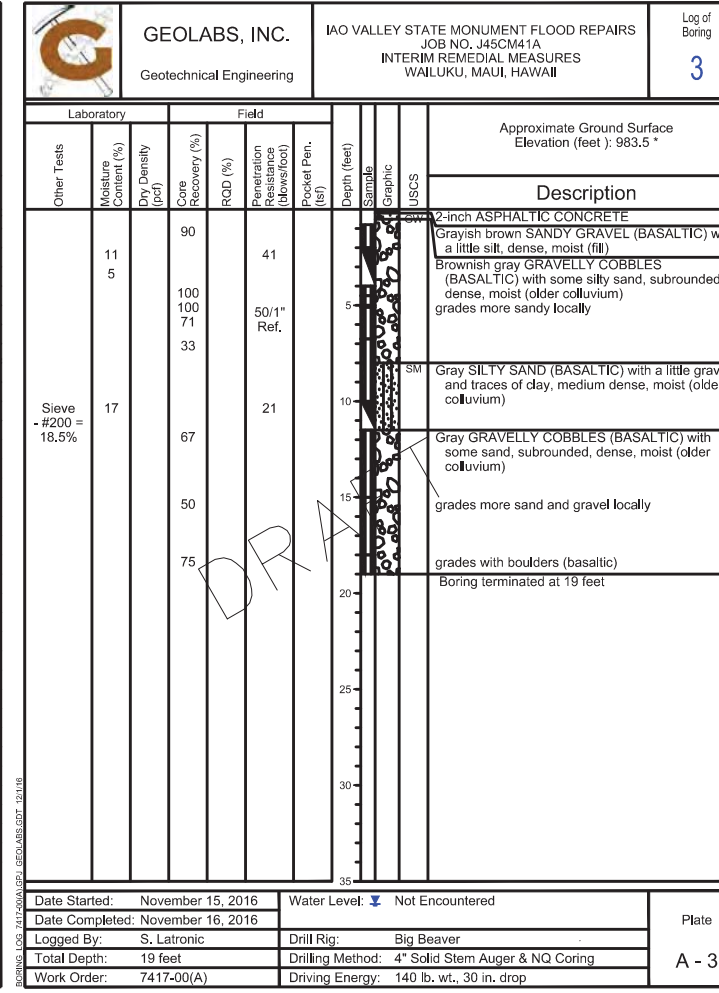 GEOLABS, INC.
Geotechnical Engineering
IAO VALLEY STATE MONUMENT FLOOD REPAIRS
JOB NO. J45CM41A
INTERIM REMEDIAL MEASURES
WAILUKU, MAUI, HAWAII
Log of
Boring
3
Laboratory
Field
Other Tests
Moisture
Content (%)
Dry Density
(pcf)
Core
Recovery (%)
RQD (%)
Penetration
Resistance
(blows/foot)
Pocket Pen.
(tsf)
Depth (feet)
Sample
Graphic
USCS
Approximate Ground Surface
Elevation (feet ): 983.5 *
Description
GW 2-inch ASPHALTIC CONCRETE
90
Grayish brown SANDY GRAVEL (BASALTIC) w
a little silt, dense, moist (fill)
11 41
5
Brownish gray GRAVELLY COBBLES
(BASALTIC) with some silty sand, subrounded
dense, moist (older colluvium)
grades more sandy locally
100
100 50/1" 5
71 Ref.
33
SM Gray SILTY SAND (BASALTIC) with a little grav
and traces of clay, medium dense, moist (olde
colluvium)
10
Sieve 17 21
- #200 =
18.5%
67
Gray GRAVELLY COBBLES (BASALTIC) with
some sand, subrounded, dense, moist (older
colluvium)
50 15 grades more sand and gravel locally
75 grades with boulders (basaltic)
Boring terminated at 19 feet
20
25
30
35
DRA
BORING_LOG 7417-00(A).GPJ GEOLABS.GDT 12/1/16
Date Started: November 15, 2016
Date Completed: November 16, 2016
Logged By: S. Latronic
Total Depth: 19 feet
Work Order: 7417-00(A)
Water Level: Not Encountered
Drill Rig: Big Beaver
Drilling Method: 4" Solid Stem Auger & NQ Coring
Driving Energy: 140 lb. wt., 30 in. drop
Plate
A - 3